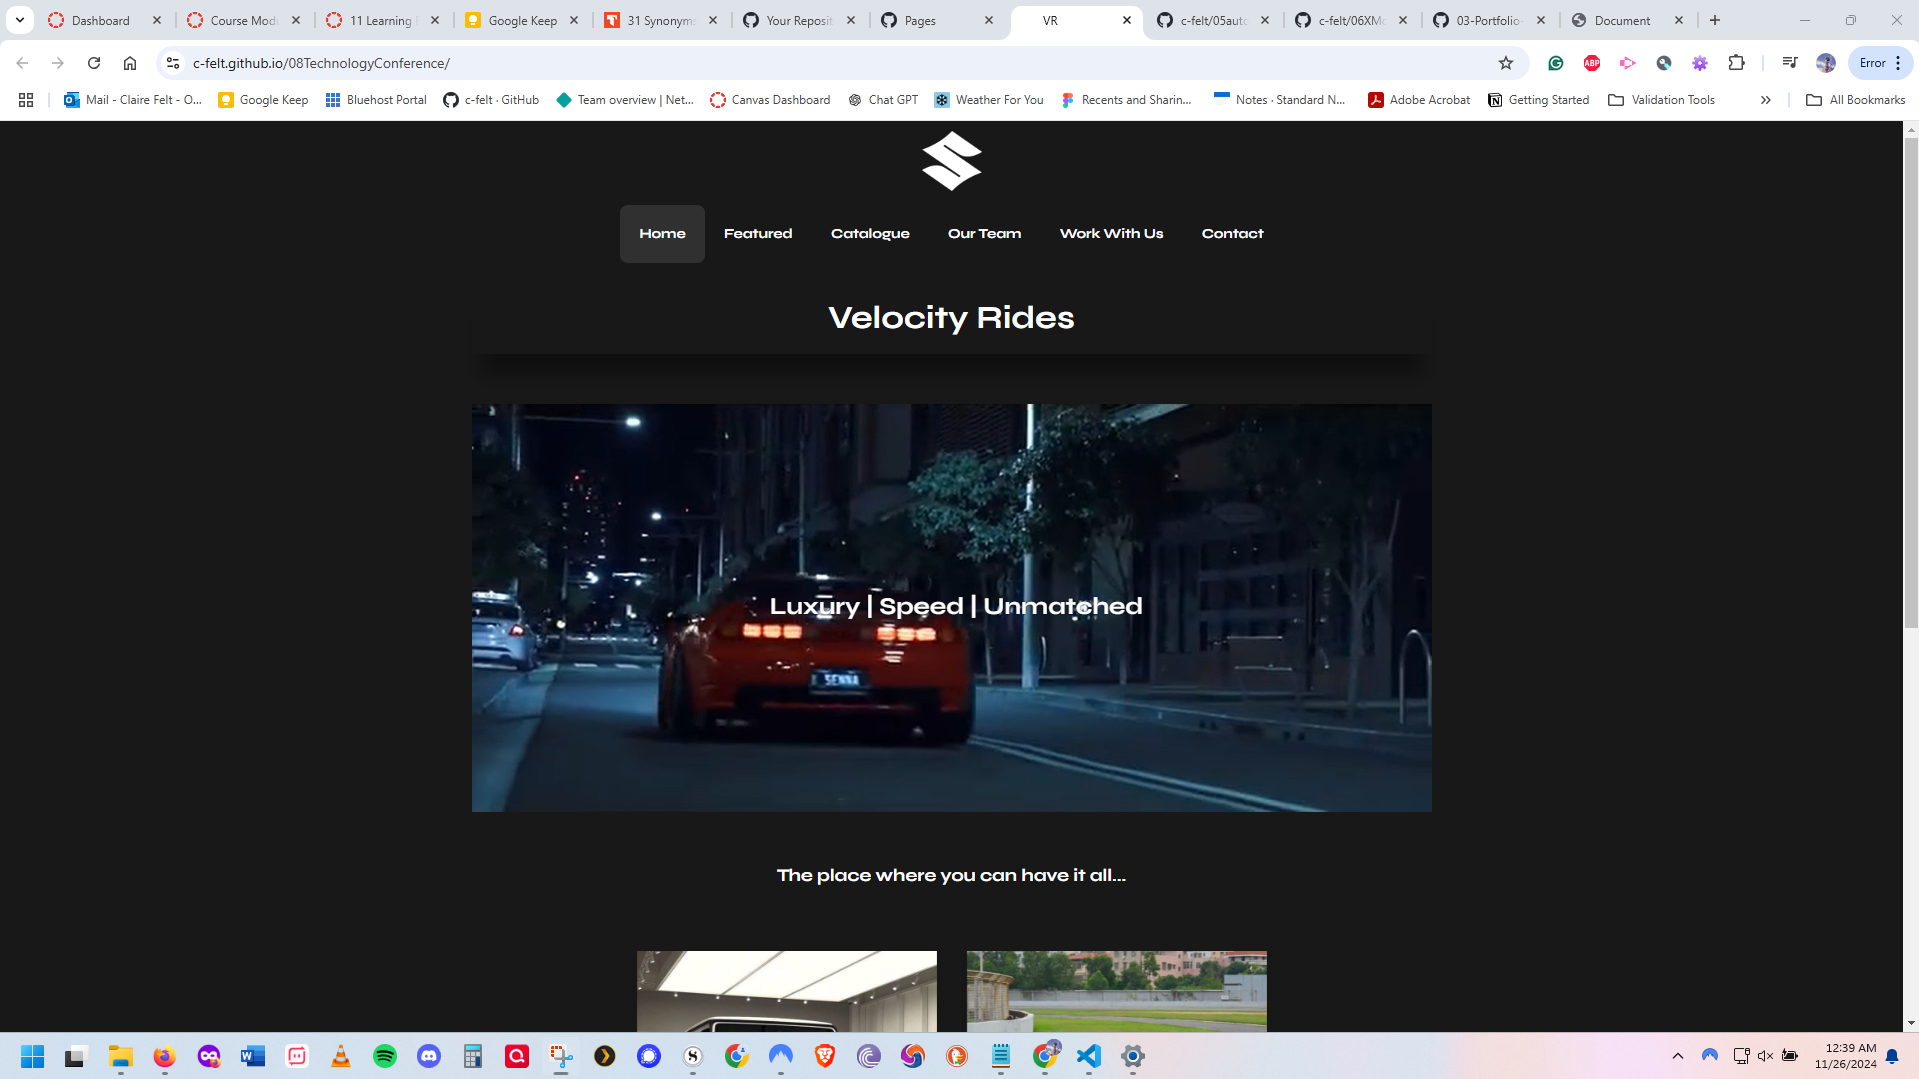 Dashboard
Course Mod
11 Learning
Google Keep
31 Synonyms
Your Reposit
Pages
VR
c-felt/05auto
c-felt/06XM
03-Portfolio-
Document
c-felt.github.io/08TechnologyConference/
ABP
Error
Mail - Claire Felt - O...
Google Keep
Bluehost Portal
c-felt · GitHub
Team overview | Net...
Canvas Dashboard
Chat GPT
Weather For You
Recents and Sharin...
Notes · Standard N...
Adobe Acrobat
Getting Started
Validation Tools
All Bookmarks
Home
Featured
Catalogue
Our Team
Work With Us
Contact
Velocity Rides
Luxury | Speed | Unmatched
SENNA
The place where you can have it all...
12:39 AM
11/26/2024